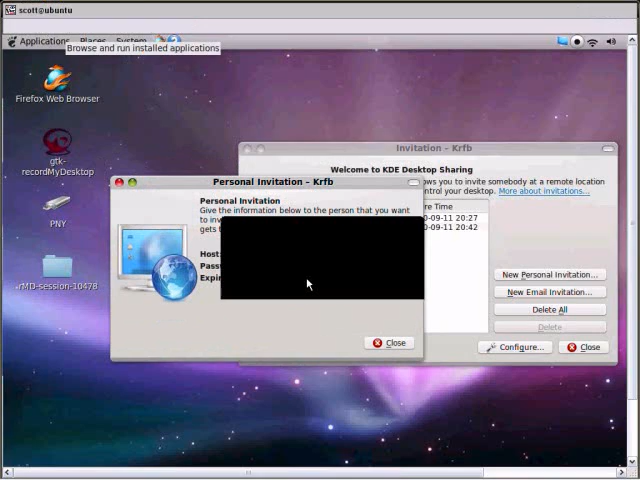 scott@ubuntu
Applications Places System
Browse and run installed applications
Firefox Web Browser
gtk-
recordMyDesktop
PNY
rMD-session-10478
Invitation - Krfb
Welcome to KDE Desktop Sharing
ows you to invite somebody at a remote location
ontrol your desktop. More about invitations...
re Time
0-09-11 20:27
0-09-11 20:42
New Personal Invitation...
New Email Invitation...
Delete All
Delete
Configure...
Close
Personal Invitation - Krfb
Personal Invitation
Give the information below to the person that you want
to inv
gets
Host:
Pass
Expir
Close